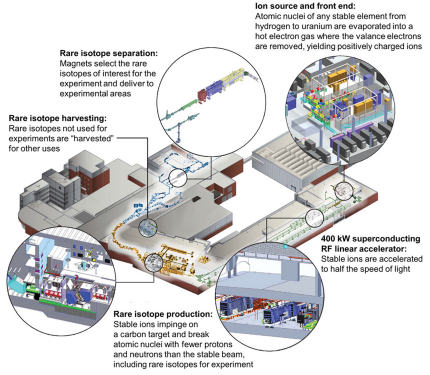 Ion source and front end:
Atomic nuclei of any stable element from
hydrogen to uranium are evaporated into a
hot electron gas where the valance electrons
are removed, yielding positively charged ions
Rare isotope separation:
Magnets select the rare
isotopes of interest for the
experiment and deliver to
experimental areas
Rare isotope harvesting:
Rare isotopes not used for
experiments are "harvested"
for other uses
400 kW superconducting
RF linear accelerator:
Stable ions are accelerated
to half the speed of light
Rare isotope production:
Stable ions impinge on
a carbon target and break
atomic nuclei with fewer protons
and neutrons than the stable beam,
including rare isotopes for experiment